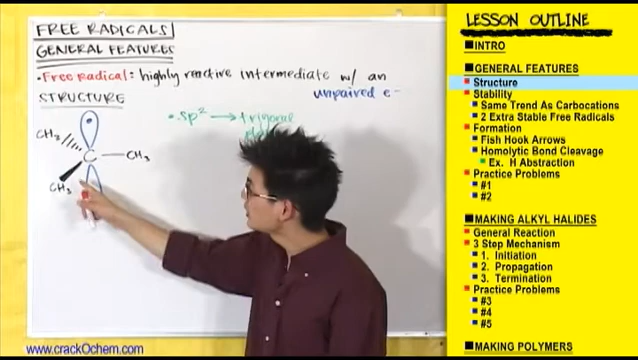 FREE RADICALS
GENERAL FEATURES
• Free Radical: highly reactive intermediate w/ an
unpaired e-
STRUCTURE
• sp² → trigonal
CH₃
C
CH₃
CH₃
www.crackOchem.com
LESSON OUTLINE
INTRO
GENERAL FEATURES
Structure
Stability
Same Trend As Carbocations
2 Extra Stable Free Radicals
Formation
Fish Hook Arrows
Homolytic Bond Cleavage
Ex. H Abstraction
Practice Problems
#1
#2
MAKING ALKYL HALIDES
General Reaction
3 Step Mechanism
1. Initiation
2. Propagation
3. Termination
Practice Problems
#3
#4
#5
MAKING POLYMERS